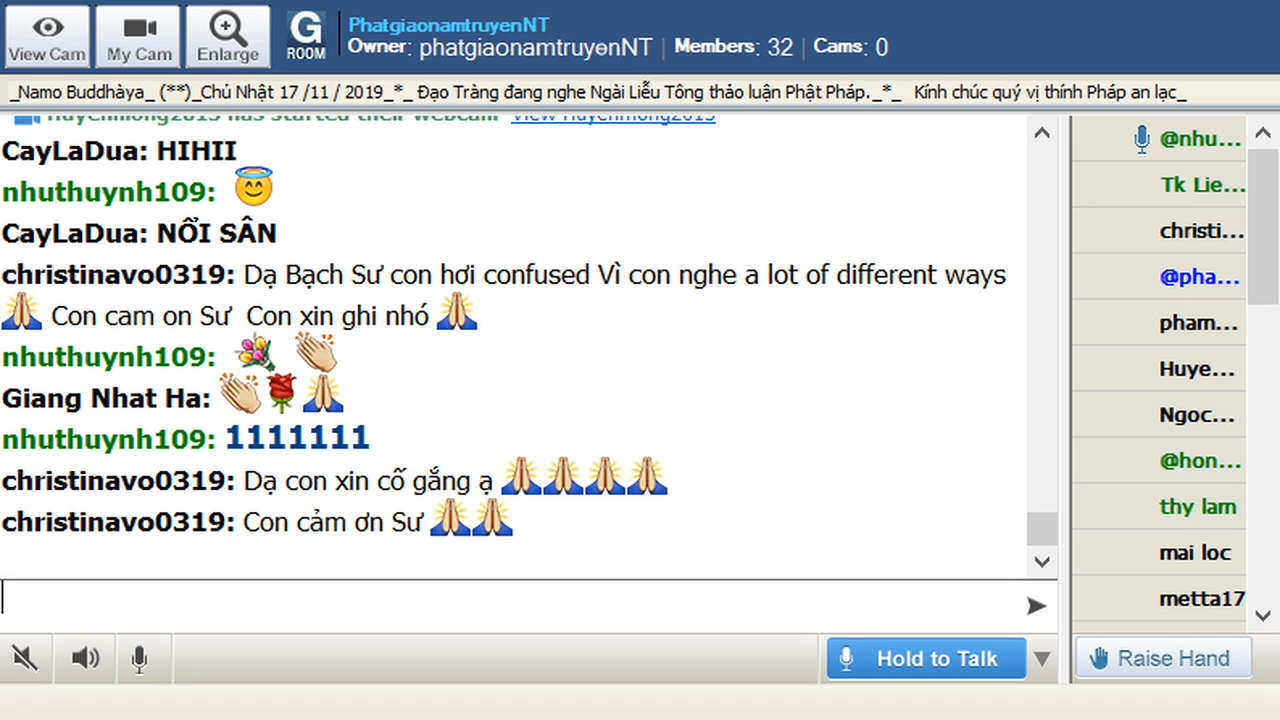 View Cam
My Cam
Enlarge
G
ROOM
PhatgiaonamtruyenNT
Owner: phatgiaonamtruyenNT | Members: 32 | Cams: 0
_Namo Buddhàya_ (**)_Chủ Nhật 17 /11 / 2019_*_ Đạo Tràng đang nghe Ngài Liễu Tông thảo luận Phật Pháp._*_ Kính chúc quý vị thính Pháp an lạc_
Huyenmong2015 has started their webcam. View Huyenmong2015
CayLaDua: HIHII
nhuthuynh109: 😇
CayLaDua: NỔI SÂN
christinavo0319: Dạ Bạch Sư con hơi confused Vì con nghe a lot of different ways
🙏 Con cam on Sư Con xin ghi nhó 🙏
nhuthuynh109: 💐 👏
Giang Nhat Ha: 👏🌹🙏
nhuthuynh109: 1111111
christinavo0319: Dạ con xin cố gắng ạ 🙏🙏🙏🙏
christinavo0319: Con cảm ơn Sư 🙏🙏
@nhu...
Tk Lie...
christi...
@pha...
pham...
Huye...
Ngoc...
@hon...
thy lam
mai loc
metta17
Hold to Talk
Raise Hand